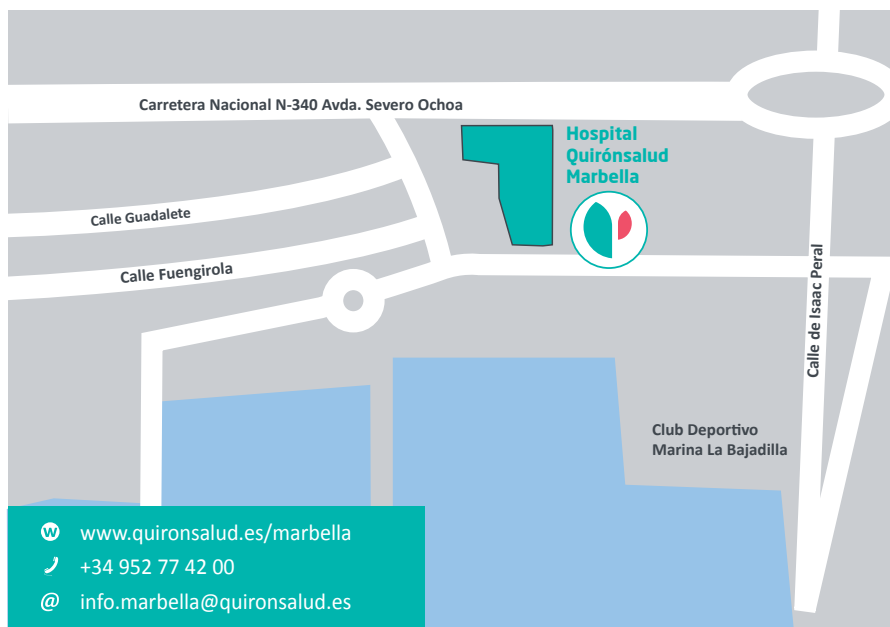 Carretera Nacional N-340 Avda. Severo Ochoa
Hospital
Quirónsalud
Marbella
Calle Guadalete
Calle Fuengirola
Calle de Isaac Peral
Club Deportivo
Marina La Bajadilla
W www.quironsalud.es/marbella
+34 952 77 42 00
@ info.marbella@quironsalud.es